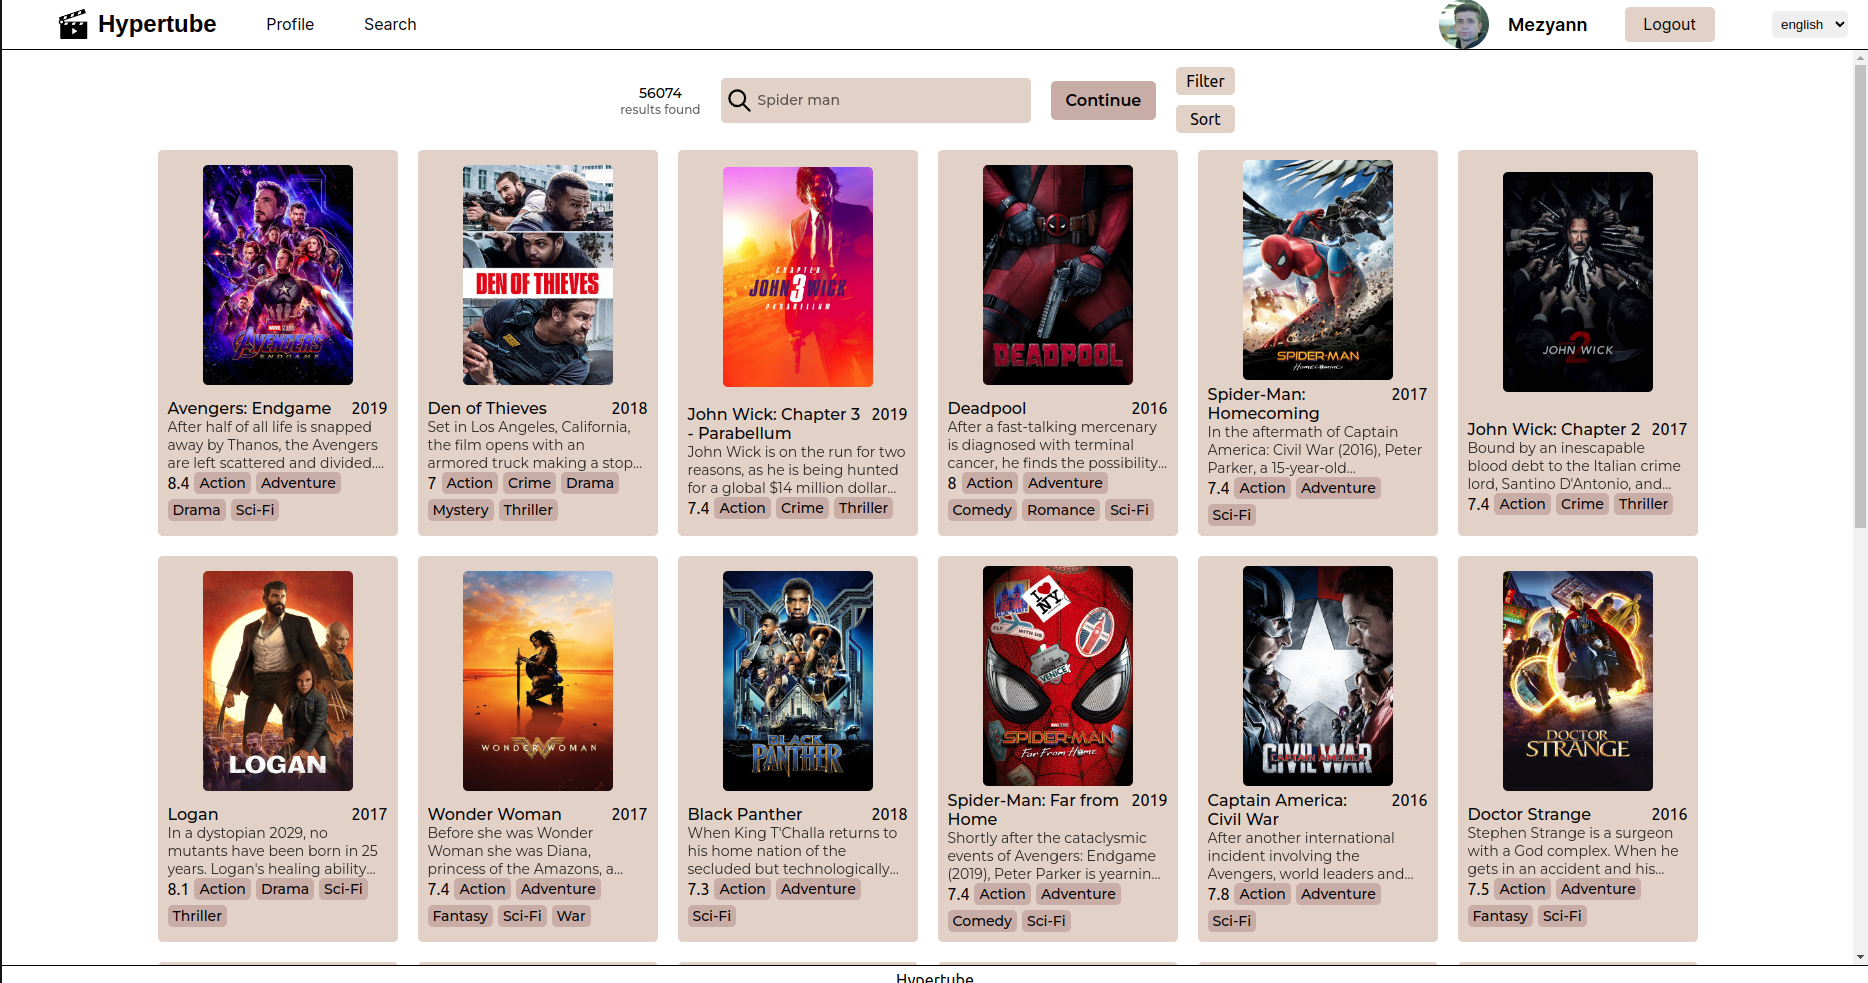 Hypertube
Profile
Search
Mezyann
Logout
english
56074
results found
Spider man
Continue
Filter
Sort
MARVEL STUDIOS
AVENGERS
ENDGAME
Avengers: Endgame 2019
After half of all life is snapped
away by Thanos, the Avengers
are left scattered and divided....
8.4 Action Adventure
Drama Sci-Fi
DEN OF THIEVES
Den of Thieves 2018
Set in Los Angeles, California,
the film opens with an
armored truck making a stop...
7 Action Crime Drama
Mystery Thriller
CHAPTER
JOHN 3 WICK
PARABELLUM
John Wick: Chapter 3 2019
- Parabellum
John Wick is on the run for two
reasons, as he is being hunted
for a global $14 million dollar...
7.4 Action Crime Thriller
DEADPOOL
Deadpool 2016
After a fast-talking mercenary
is diagnosed with terminal
cancer, he finds the possibility...
8 Action Adventure
Comedy Romance Sci-Fi
SPIDER-MAN
Homecoming
Spider-Man: 2017
Homecoming
In the aftermath of Captain
America: Civil War (2016), Peter
Parker, a 15-year-old...
7.4 Action Adventure
Sci-Fi
2
JOHN WICK
John Wick: Chapter 2 2017
Bound by an inescapable
blood debt to the Italian crime
lord, Santino D'Antonio, and...
7.4 Action Crime Thriller
LOGAN
Logan 2017
In a dystopian 2029, no
mutants have been born in 25
years. Logan's healing ability...
8.1 Action Drama Sci-Fi
Thriller
WONDER WOMAN
Wonder Woman 2017
Before she was Wonder
Woman she was Diana,
princess of the Amazons, a...
7.4 Action Adventure
Fantasy Sci-Fi War
BLACK
PANTHER
Black Panther 2018
When King T'Challa returns to
his home nation of the
secluded but technologically...
7.3 Action Adventure
Sci-Fi
I NY
FLY WITH US
VENICE
SPIDER-MAN
Far From Home
Spider-Man: Far from 2019
Home
Shortly after the cataclysmic
events of Avengers: Endgame
(2019), Peter Parker is yearnin...
7.4 Action Adventure
Comedy Sci-Fi
CIVIL WAR
CAPTAIN AMERICA
Captain America: 2016
Civil War
After another international
incident involving the
Avengers, world leaders and...
7.8 Action Adventure
Sci-Fi
DOCTOR
STRANGE
Doctor Strange 2016
Stephen Strange is a surgeon
with a God complex. When he
gets in an accident and his...
7.5 Action Adventure
Fantasy Sci-Fi
Hypertube